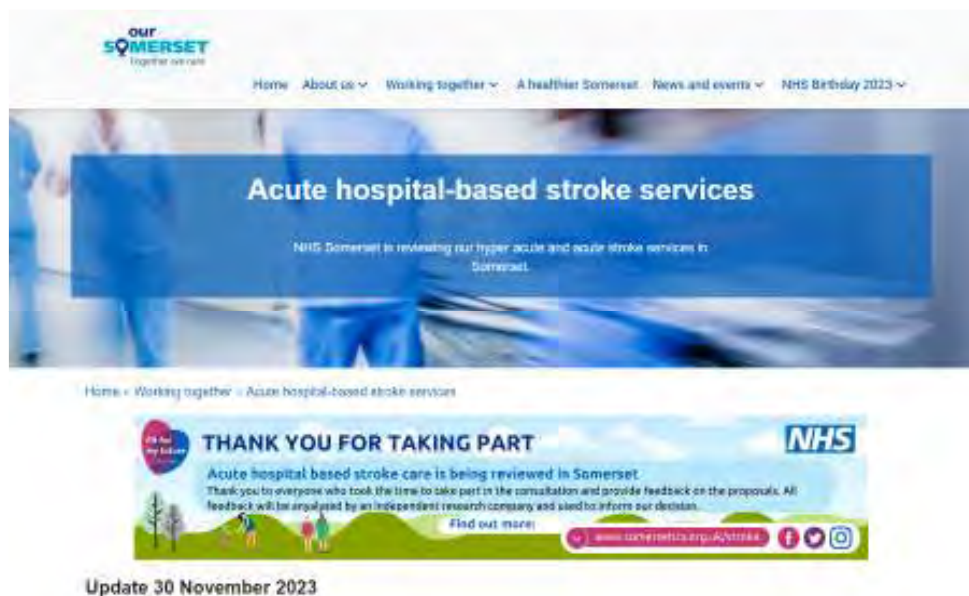 our
SOMERSET
Together we care
Home About us Working together A healthier Somerset News and events NHS Birthday 2023
Acute hospital-based stroke services
NHS Somerset is reviewing our hyper acute and acute stroke services in
Somerset.
Home » Working together » Acute hospital-based stroke services
Fit for
my future
THANK YOU FOR TAKING PART
NHS
Acute hospital based stroke care is being reviewed in Somerset
Thank you to everyone who took the time to take part in the consultation and provide feedback on the proposals. All
feedback will be analysed by an independent research company and used to inform our decision.
Find out more:
Update 30 November 2023